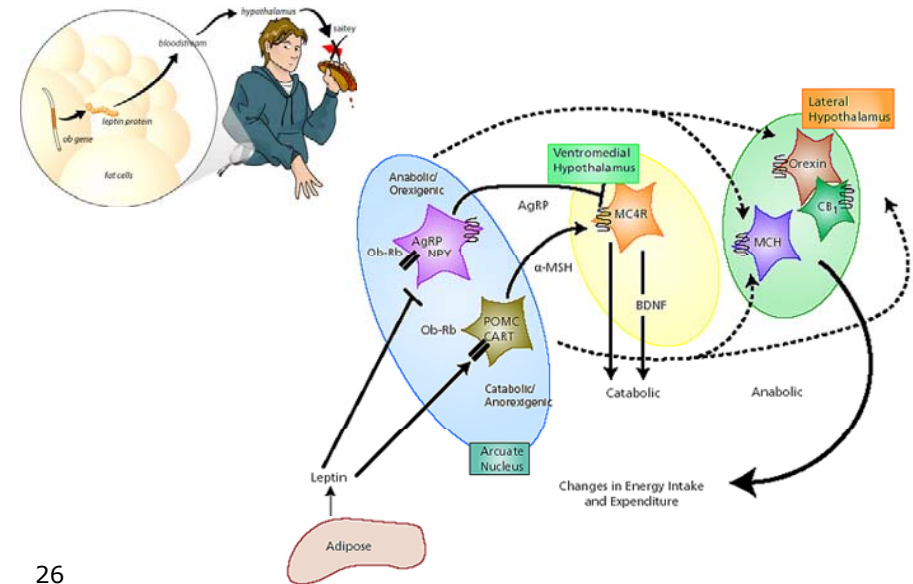 hypothalamus
saitey
bloodstream
leptin protein
ob gene
fat cells
Lateral
Hypothalamus
Ventromedial
Hypothalamus
Orexin
CB1
MCH
Anabolic/
Orexigenic
AgRP
MC4R
AgRP
NPY
Ob-Rb
α-MSH
BDNF
Ob-Rb
POMC
CART
Catabolic/
Anorexigenic
Catabolic
Anabolic
Arcuate
Nucleus
Leptin
Changes in Energy Intake
and Expenditure
Adipose
26